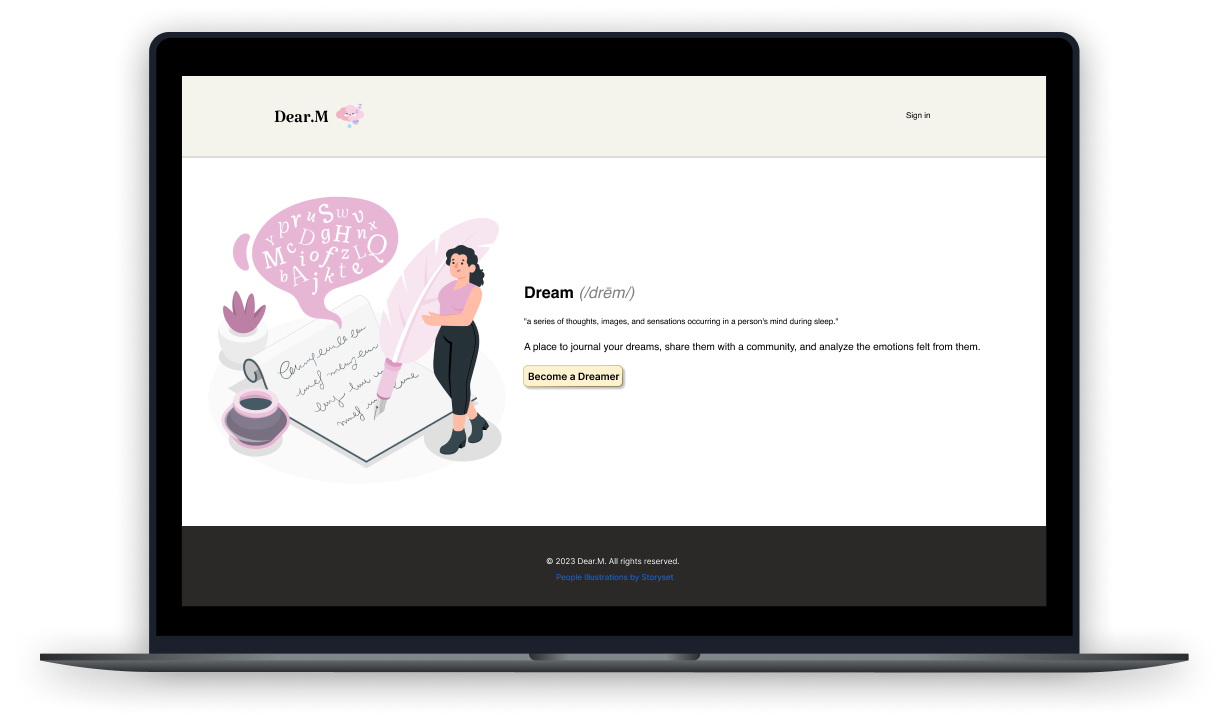 Dear.M
Sign in
Dream (/drēm/)
"a series of thoughts, images, and sensations occurring in a person's mind during sleep."
A place to journal your dreams, share them with a community, and analyze the emotions felt from them.
Become a Dreamer
Y p r u S w v x
M c D g H n Q
i o f z L
b A j k t e
© 2023 Dear.M. All rights reserved.
People Illustrations by Storyset